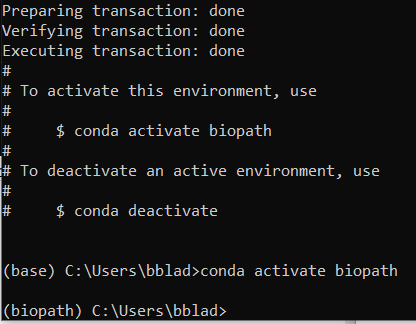 Preparing transaction: done
Verifying transaction: done
Executing transaction: done
#
# To activate this environment, use
#
#     $ conda activate biopath
#
# To deactivate an active environment, use
#
#     $ conda deactivate
(base) C:\Users\bblad>conda activate biopath
(biopath) C:\Users\bblad>